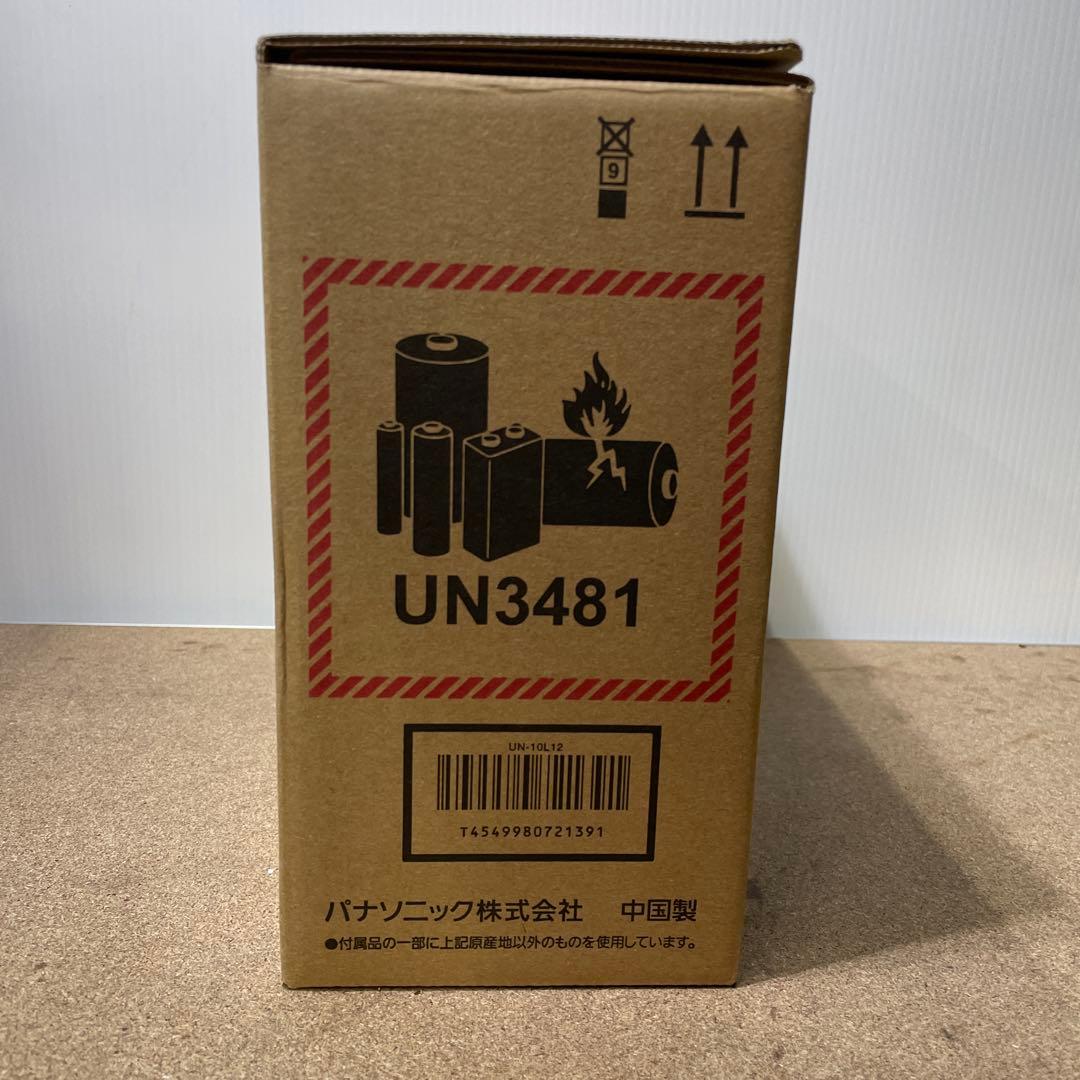 9
UN3481
UN-10L12
T4549980721391
パナソニック株式会社 中国製
●付属品の一部に上記原産地以外のものを使用しています。